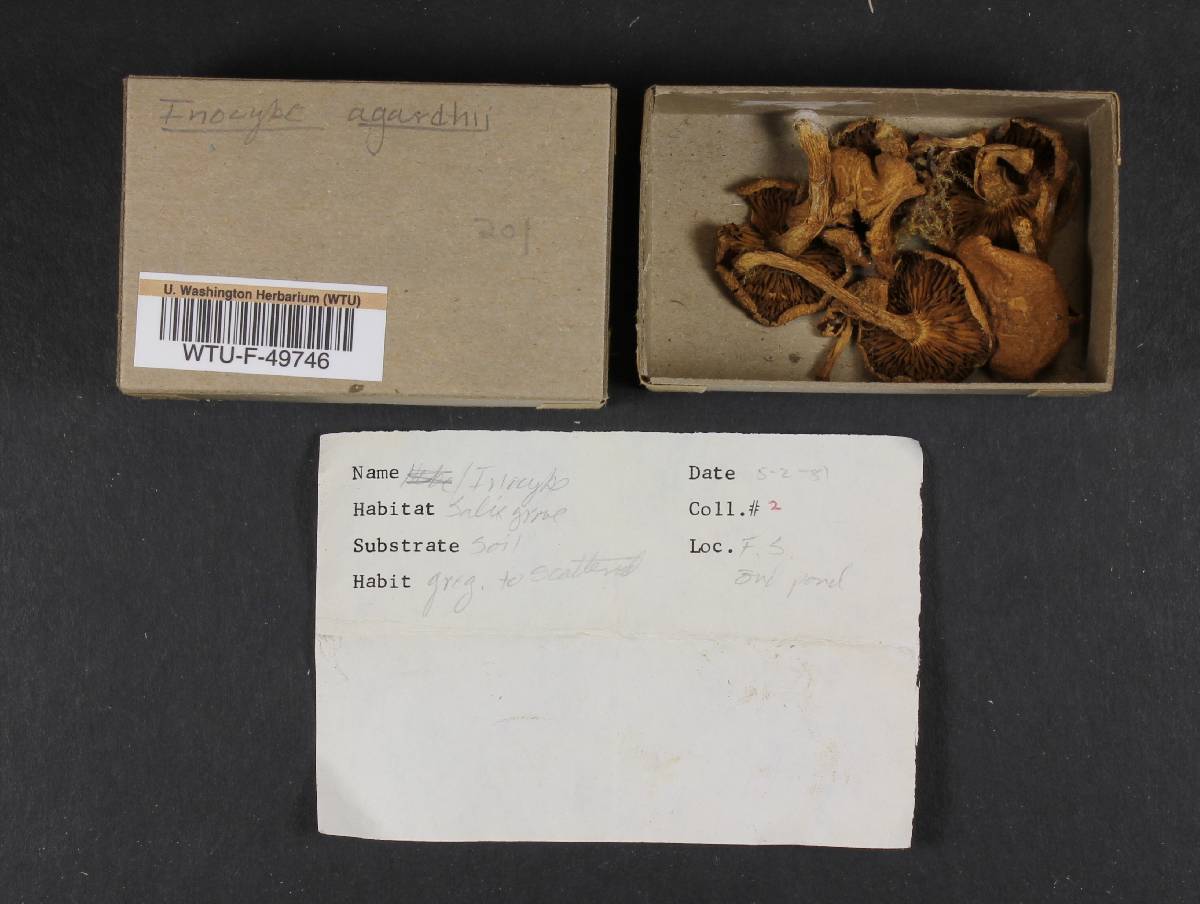 Inocybe agardhii
201
U. Washington Herbarium (WTU)
WTU-F-49746
Name / Inocybe
Habitat Salix grove
Substrate Soil
Habit greg. to scattered
Date 5-2-81
Coll.# 2
Loc. F.S.
pond